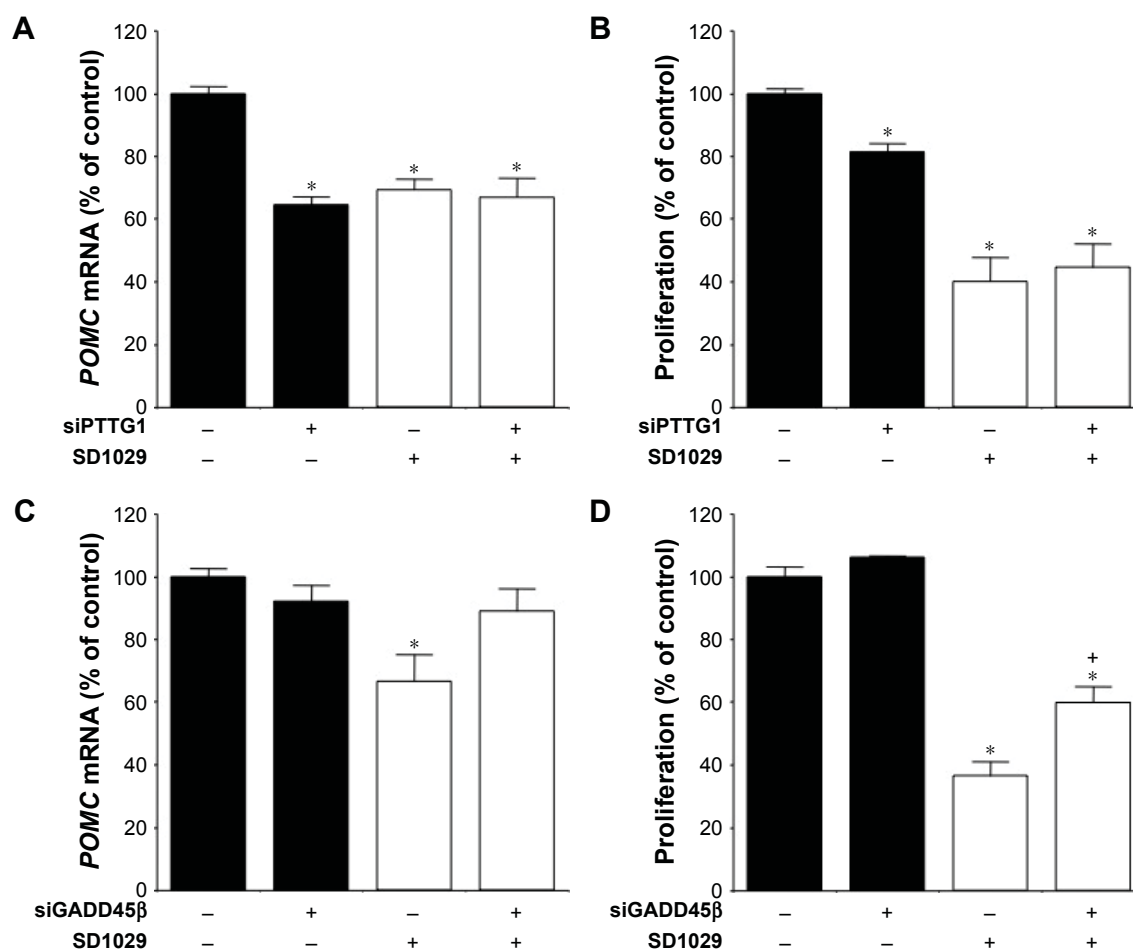 A
POMC mRNA (% of control)
120
100
80
60
40
20
0
* * *
siPTTG1 – + – +
SD1029 – – + +
B
Proliferation (% of control)
120
100
80
60
40
20
0
* * *
siPTTG1 – + – +
SD1029 – – + +
C
POMC mRNA (% of control)
120
100
80
60
40
20
0
*
siGADD45β – + – +
SD1029 – – + +
D
Proliferation (% of control)
120
100
80
60
40
20
0
+
* *
siGADD45β – + – +
SD1029 – – + +